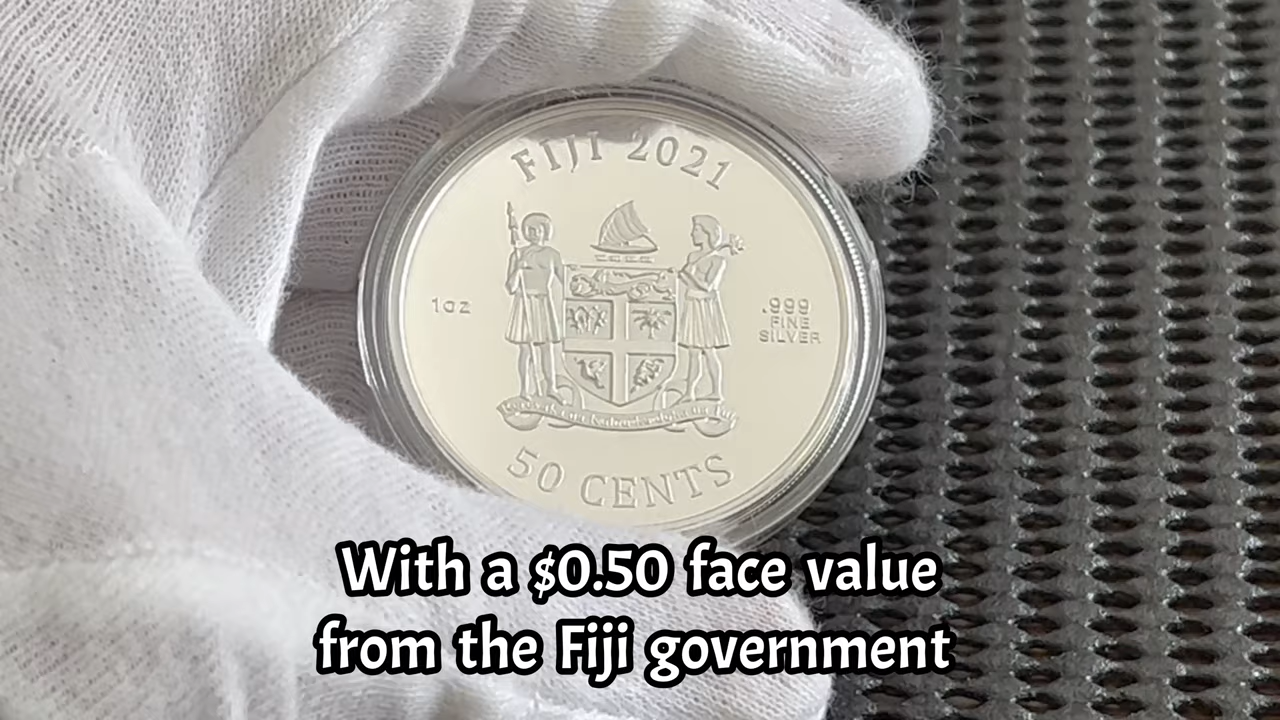 FIJI 2021
1oz
.999
FINE
SILVER
50 CENTS
With a $0.50 face value
from the Fiji government